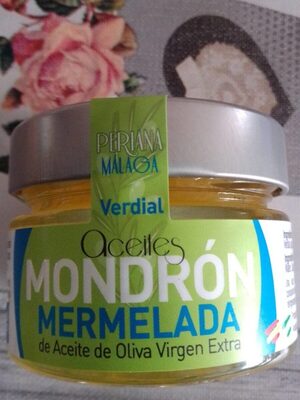 PERIANA
MÁLAGA
Verdial
aceites
MONDRÓN
MERMELADA
de Aceite de Oliva Virgen Extra